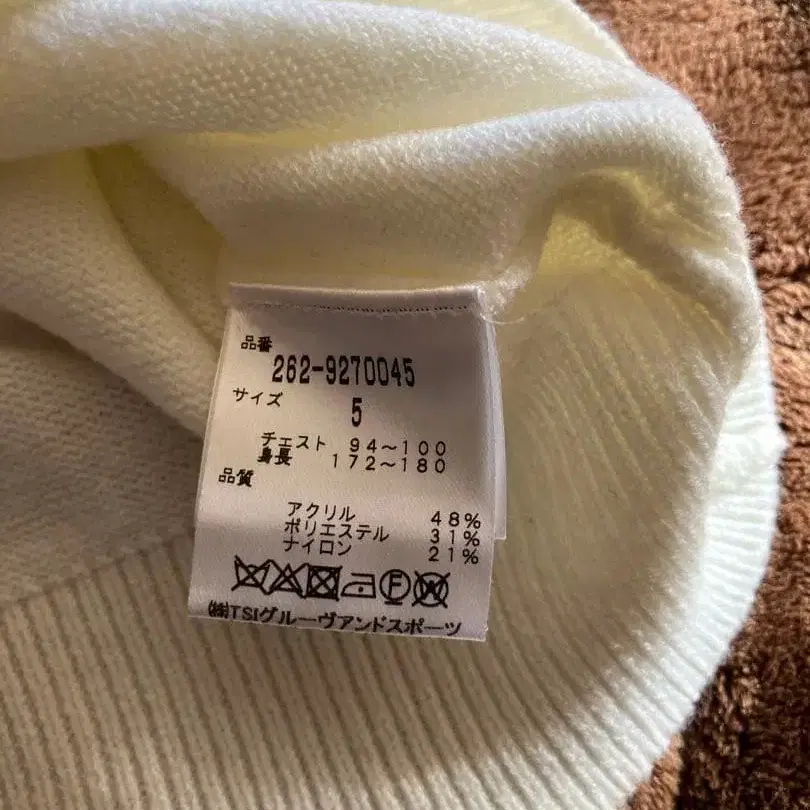 品番
262-9270045
サイズ
5
チェスト 94～100
身長 172～180
品質
アクリル 48%
ポリエステル 31%
ナイロン 21%
㈱TSIグルーヴアンドスポーツ